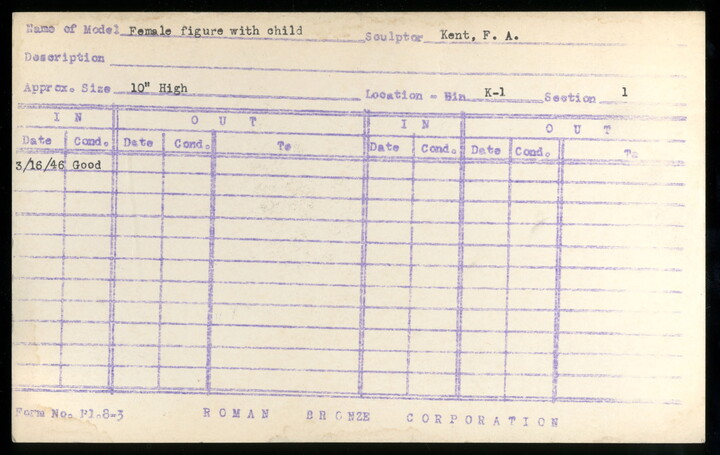 Name of Model Female figure with child Sculptor Kent, F. A.
Description
Approx. Size 10" High Location - Bin K-1 Section 1
IN OUT IN OUT
Date Cond. Date Cond. To Date Cond. Date Cond. To
3/16/46 Good
Form No. P1-8-3 ROMAN BRONZE CORPORATION